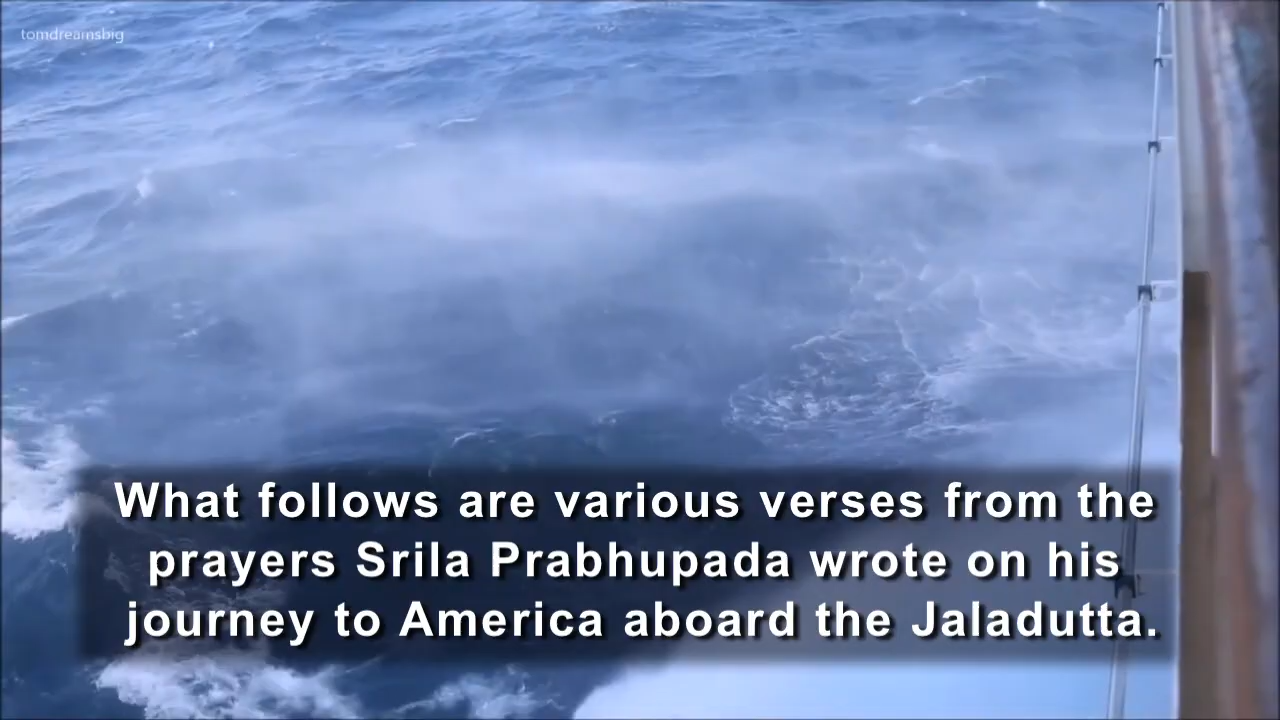 tomdreamsbig
What follows are various verses from the
prayers Srila Prabhupada wrote on his
journey to America aboard the Jaladutta.